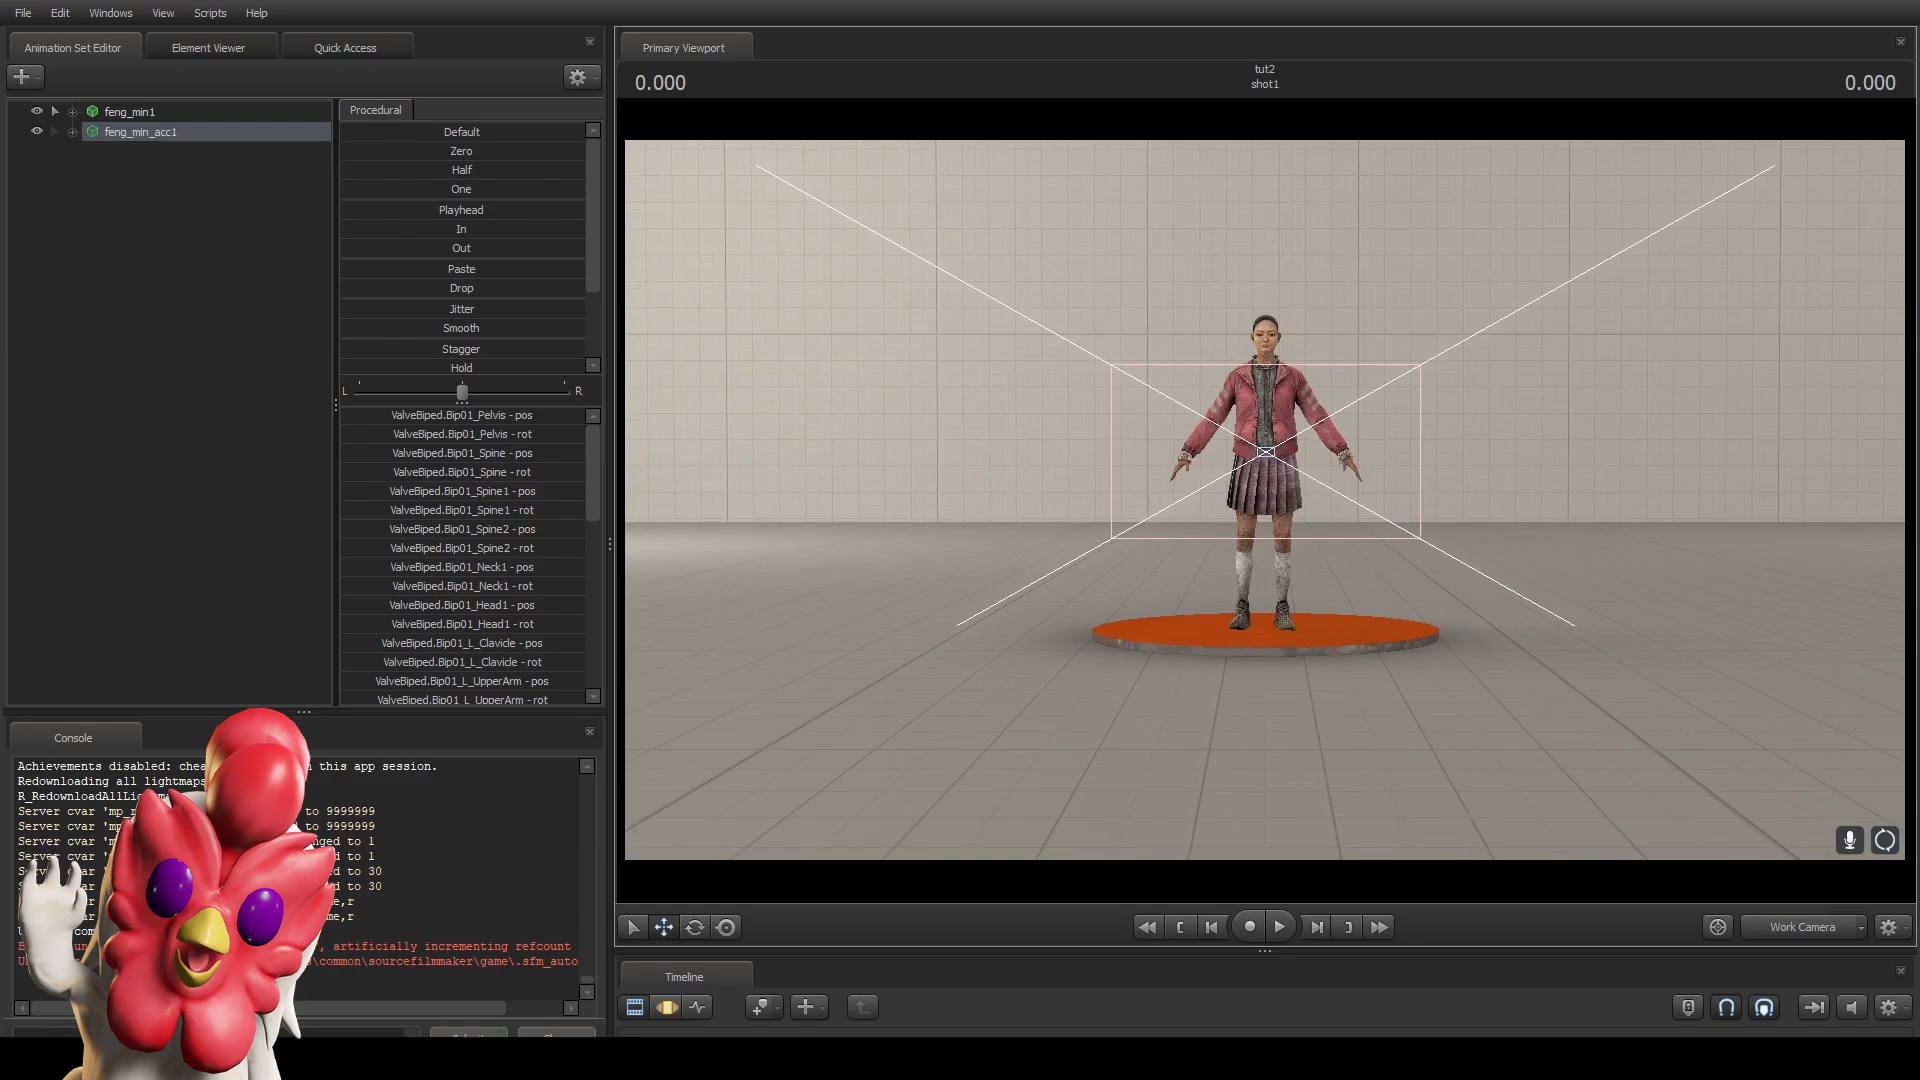 File Edit Windows View Scripts Help
Animation Set Editor Element Viewer Quick Access
feng_min1
feng_min_acc1
Procedural
Default
Zero
Half
One
Playhead
In
Out
Paste
Drop
Jitter
Smooth
Stagger
Hold
L R
ValveBiped.Bip01_Pelvis - pos
ValveBiped.Bip01_Pelvis - rot
ValveBiped.Bip01_Spine - pos
ValveBiped.Bip01_Spine - rot
ValveBiped.Bip01_Spine1 - pos
ValveBiped.Bip01_Spine1 - rot
ValveBiped.Bip01_Spine2 - pos
ValveBiped.Bip01_Spine2 - rot
ValveBiped.Bip01_Neck1 - pos
ValveBiped.Bip01_Neck1 - rot
ValveBiped.Bip01_Head1 - pos
ValveBiped.Bip01_Head1 - rot
ValveBiped.Bip01_L_Clavicle - pos
ValveBiped.Bip01_L_Clavicle - rot
ValveBiped.Bip01_L_UpperArm - pos
ValveBiped.Bip01_L_UpperArm - rot
Console
Achievements disabled: this app session.
Redownloading all lightmaps
Server cvar to 9999999
Server cvar to 9999999
Server cvar to 1
Server cvar to 1
to 30
to 30
, artificially incrementing refcount
\common\sourcefilmmaker\game\.sfm_auto
Primary Viewport
0.000 tut2 0.000
shot1
Work Camera
Timeline